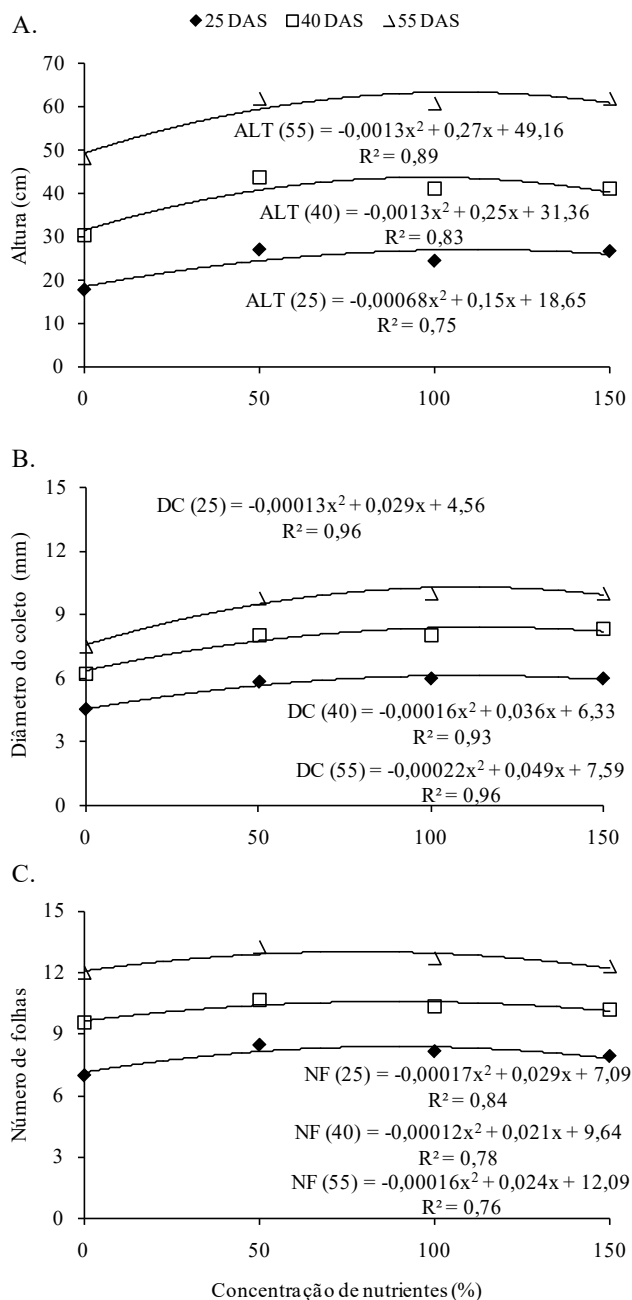 A.
25 DAS 40 DAS 55 DAS
70
60
50
40
30
20
10
0
Altura (cm)
ALT (55) = -0,0013x² + 0,27x + 49,16
R² = 0,89
ALT (40) = -0,0013x² + 0,25x + 31,36
R² = 0,83
ALT (25) = -0,00068x² + 0,15x + 18,65
R² = 0,75
0 50 100 150
B.
15
12
9
6
3
0
Diâmetro do coleto (mm)
DC (25) = -0,00013x² + 0,029x + 4,56
R² = 0,96
DC (40) = -0,00016x² + 0,036x + 6,33
R² = 0,93
DC (55) = -0,00022x² + 0,049x + 7,59
R² = 0,96
0 50 100 150
C.
15
12
9
6
3
0
Número de folhas
NF (25) = -0,00017x² + 0,029x + 7,09
R² = 0,84
NF (40) = -0,00012x² + 0,021x + 9,64
R² = 0,78
NF (55) = -0,00016x² + 0,024x + 12,09
R² = 0,76
0 50 100 150
Concentração de nutrientes (%)